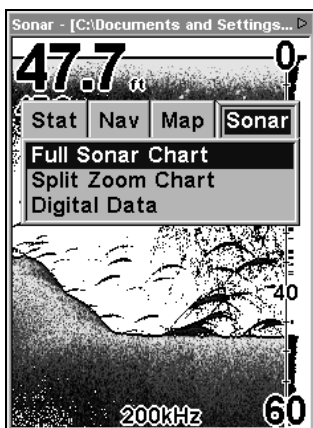 Sonar - [C:\Documents and Settings...
47.7 ft
0
Stat Nav Map Sonar
Full Sonar Chart
Split Zoom Chart
Digital Data
40
200kHz
60